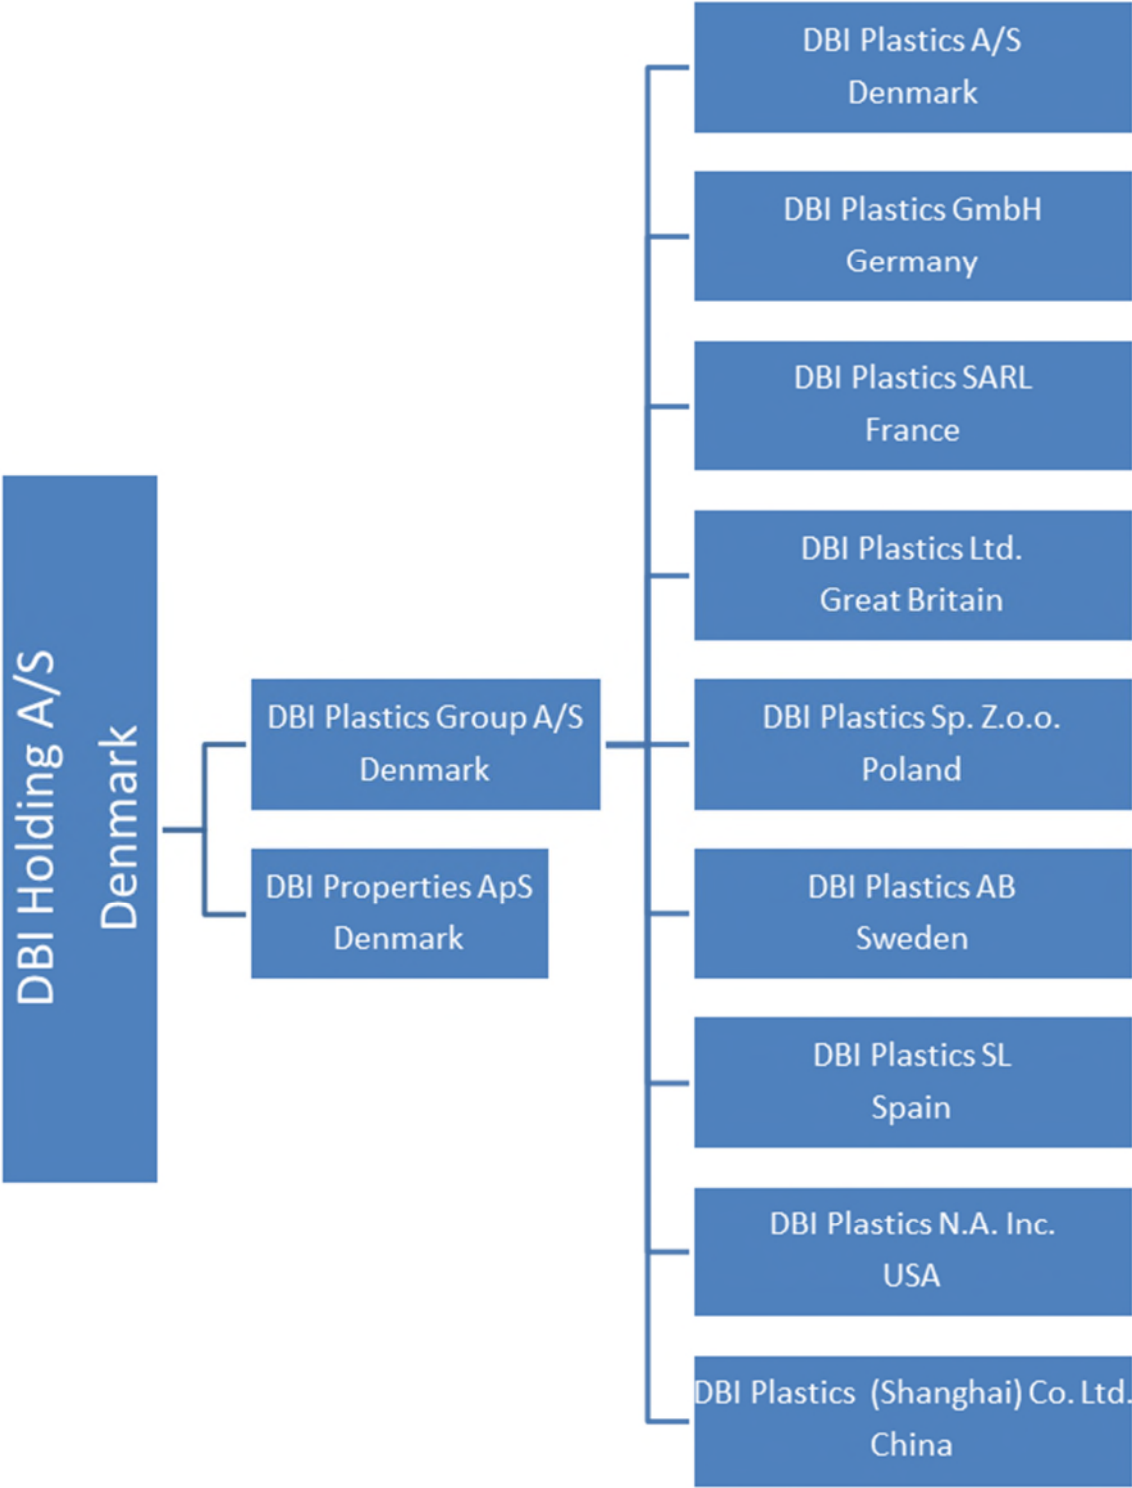 DBI Holding A/S
Denmark
DBI Plastics Group A/S
Denmark
DBI Properties ApS
Denmark
DBI Plastics A/S
Denmark
DBI Plastics GmbH
Germany
DBI Plastics SARL
France
DBI Plastics Ltd.
Great Britain
DBI Plastics Sp. Z.o.o.
Poland
DBI Plastics AB
Sweden
DBI Plastics SL
Spain
DBI Plastics N.A. Inc.
USA
DBI Plastics (Shanghai) Co. Ltd.
China